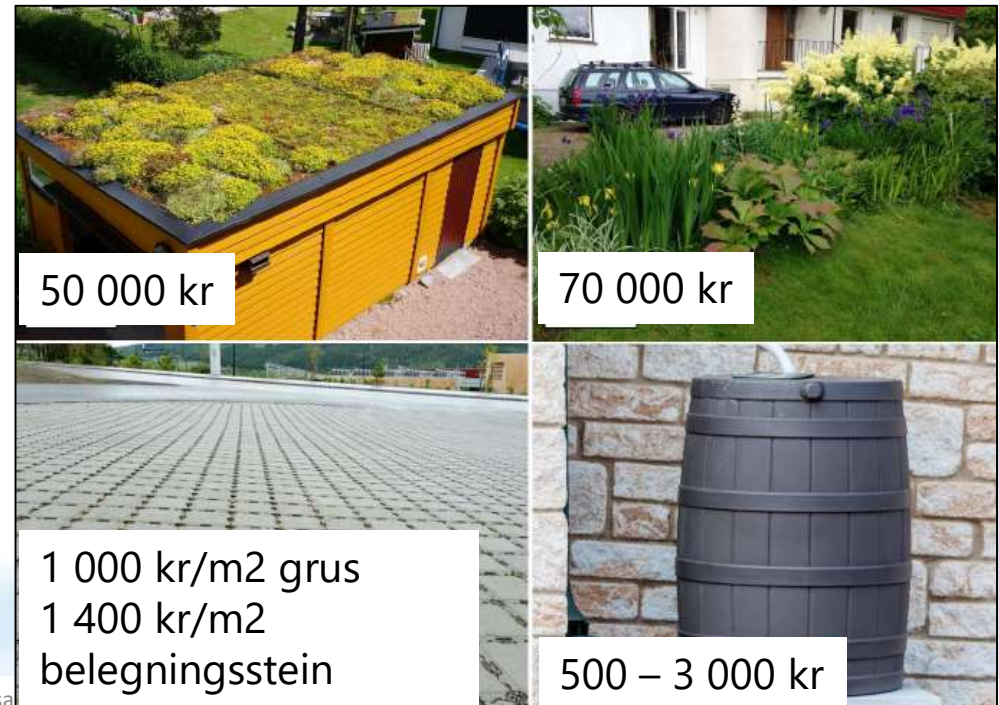 50 000 kr
70 000 kr
1 000 kr/m2 grus
1 400 kr/m2
belegningsstein
500 – 3 000 kr